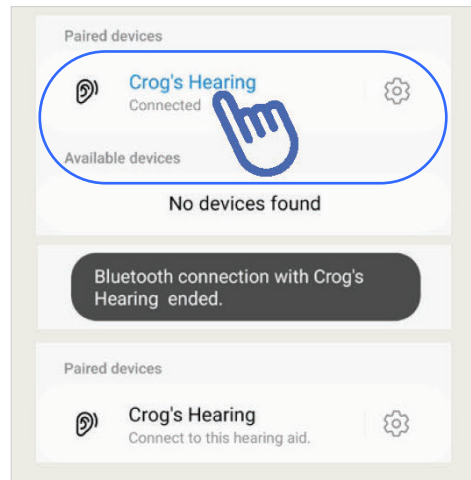 Paired devices
Crog's Hearing
Connected
Available devices
No devices found
Bluetooth connection with Crog's
Hearing ended.
Paired devices
Crog's Hearing
Connect to this hearing aid.